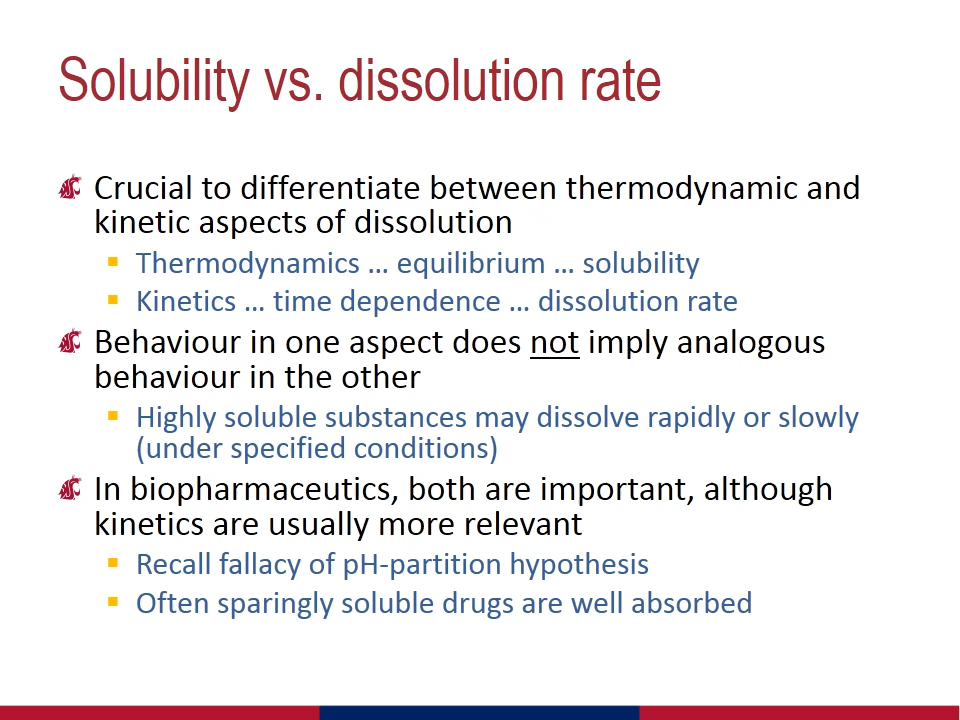 Solubility vs. dissolution rate
Crucial to differentiate between thermodynamic and
kinetic aspects of dissolution
Thermodynamics … equilibrium … solubility
Kinetics … time dependence … dissolution rate
Behaviour in one aspect does not imply analogous
behaviour in the other
Highly soluble substances may dissolve rapidly or slowly
(under specified conditions)
In biopharmaceutics, both are important, although
kinetics are usually more relevant
Recall fallacy of pH-partition hypothesis
Often sparingly soluble drugs are well absorbed